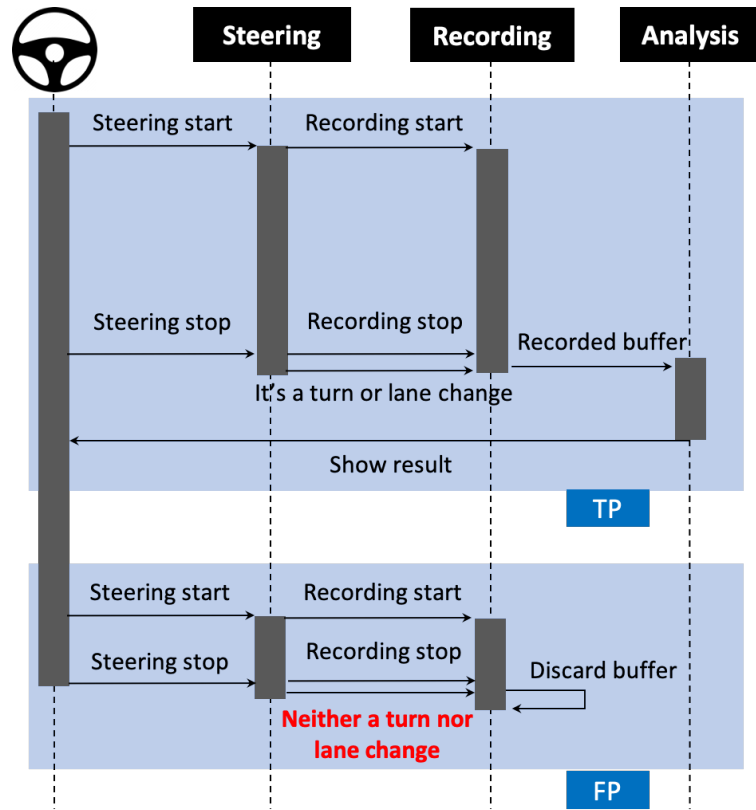 Steering
Recording
Analysis
Steering start
Recording start
Steering stop
Recording stop
Recorded buffer
It's a turn or lane change
Show result
TP
Steering start
Recording start
Steering stop
Recording stop
Discard buffer
Neither a turn nor
lane change
FP